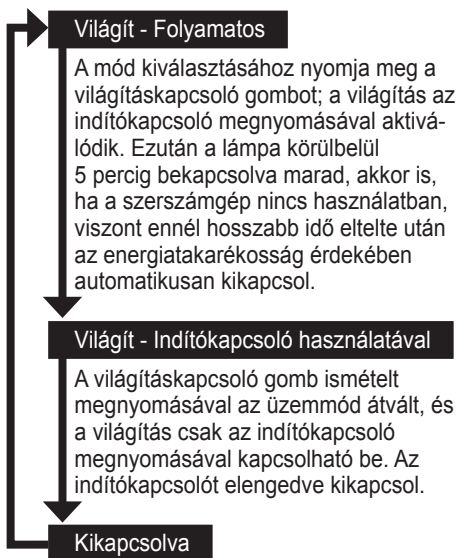 Világít - Folyamatos
A mód kiválasztásához nyomja meg a
világításkapcsoló gombot; a világítás az
indítókapcsoló megnyomásával aktivá-
lódik. Ezután a lámpa körülbelül
5 percig bekapcsolva marad, akkor is,
ha a szerszámgép nincs használatban,
viszont ennél hosszabb idő eltelte után
az energiatakarékosság érdekében
automatikusan kikapcsol.
Világít - Indítókapcsoló használatával
A világításkapcsoló gomb ismételt
megnyomásával az üzemmód átvált, és
a világítás csak az indítókapcsoló
megnyomásával kapcsolható be. Az
indítókapcsolót elengedve kikapcsol.
Kikapcsolva